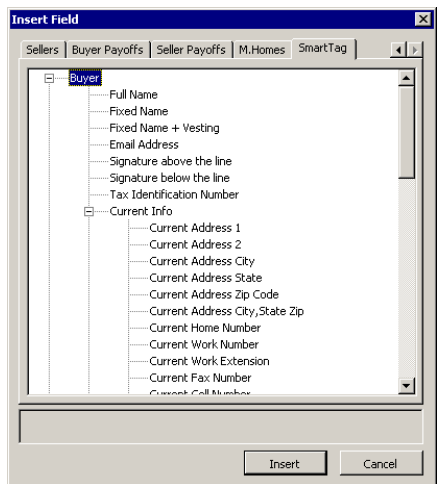 Insert Field
Sellers Buyer Payoffs Seller Payoffs M.Homes SmartTag
Buyer
Full Name
Fixed Name
Fixed Name + Vesting
Email Address
Signature above the line
Signature below the line
Tax Identification Number
Current Info
Current Address 1
Current Address 2
Current Address City
Current Address State
Current Address Zip Code
Current Address City,State Zip
Current Home Number
Current Work Number
Current Work Extension
Current Fax Number
Current Cell Number
Insert Cancel